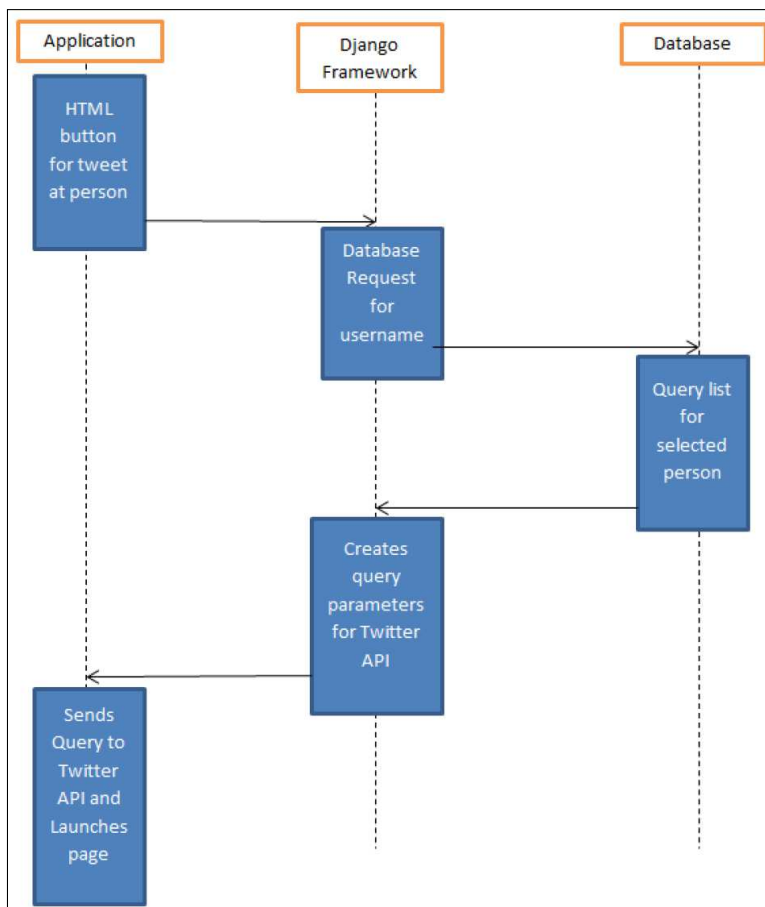 Application
Django
Framework
Database
HTML
button
for tweet
at person
Database
Request
for
username
Query list
for
selected
person
Creates
query
parameters
for Twitter
API
Sends
Query to
Twitter
API and
Launches
page